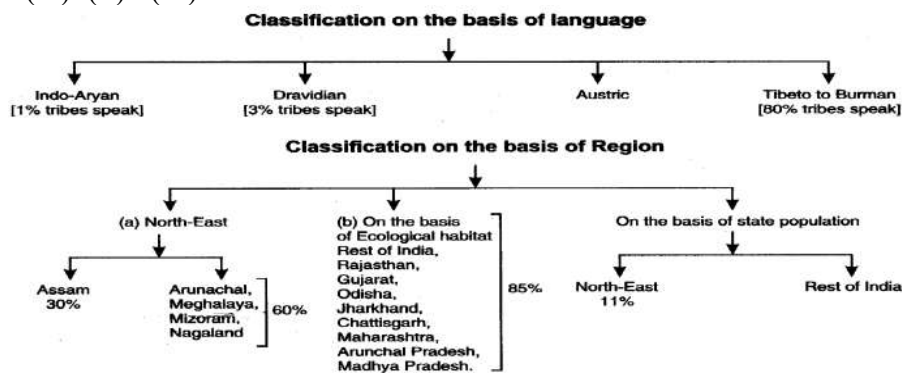 Classification on the basis of language
Indo-Aryan
[1% tribes speak]
Dravidian
[3% tribes speak]
Austric
Tibeto to Burman
[80% tribes speak]
Classification on the basis of Region
(a) North-East
Assam
30%
Arunachal,
Meghalaya,
Mizoram,
Nagaland
60%
(b) On the basis
of Ecological habitat
Rest of India,
Rajasthan,
Gujarat,
Odisha,
Jharkhand,
Chattisgarh,
Maharashtra,
Arunchal Pradesh,
Madhya Pradesh.
85%
On the basis of state population
North-East
11%
Rest of India